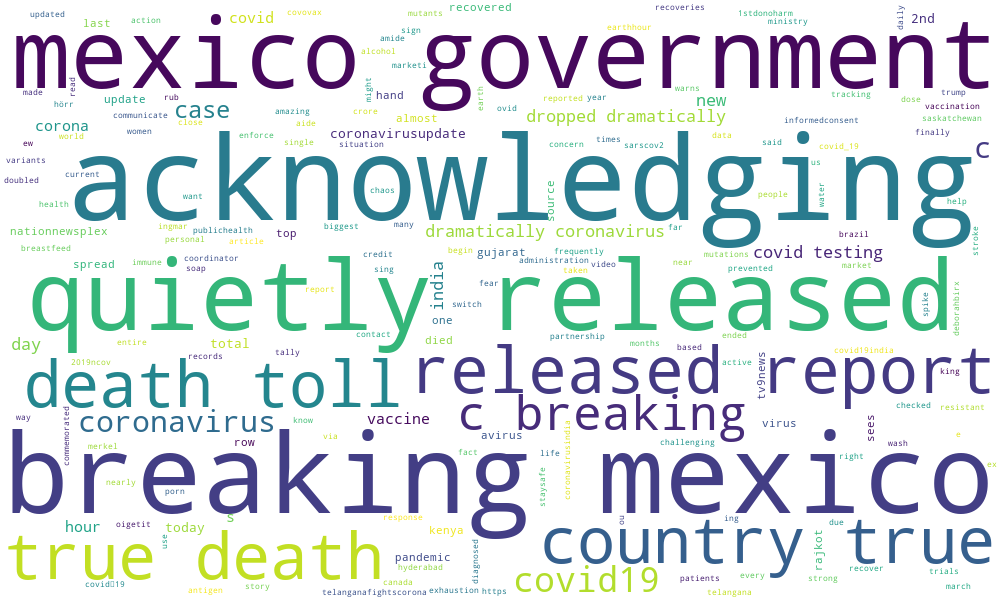 updated last action covid covovax mutants recovered recoveries 1stdonoharm ministry daily 2nd
mexico government
sign amide marketi earthhour warns tracking trump
made read rub alcohol might hand earth ovid reported year new dose vaccination
hörr update communicate case almost dropped dramatically informedconsent saskatchewan
corona women close amazing aide coronavirusupdate data finally
world enforce single situation concern times sarscov2 said covid_19
ew variants acknowledging c
doubled current us people
health want chaos source water help
nationnewsplex ingmar publichealth biggest many far brazil stroke
personal top dramatically coronavirus
breastfeed article credit begin gujarat frequently mutations covid testing
spread immune coordinator sing administration video near prevented market
soap india fear taken
quietly released
report switch one partnership months spike deborahbirx
day entire total contact died based ended
2019ncov records tally active covid19india
death toll released report
tv9news king
way c breaking checked resistant
coronavirus know vaccine virus sees
commemorated row via avirus challenging wash e
merkel fact life right ex
breaking mexico
nearly porn staysafe coronavirusindia
hour oigetit today s response kenya ou ing due
use country true
true death pandemic hyderabad diagnosed rajkot recover
covid19 patients every strong trials
antigen story canada exhaustion https march
telanganafightscorona telangana